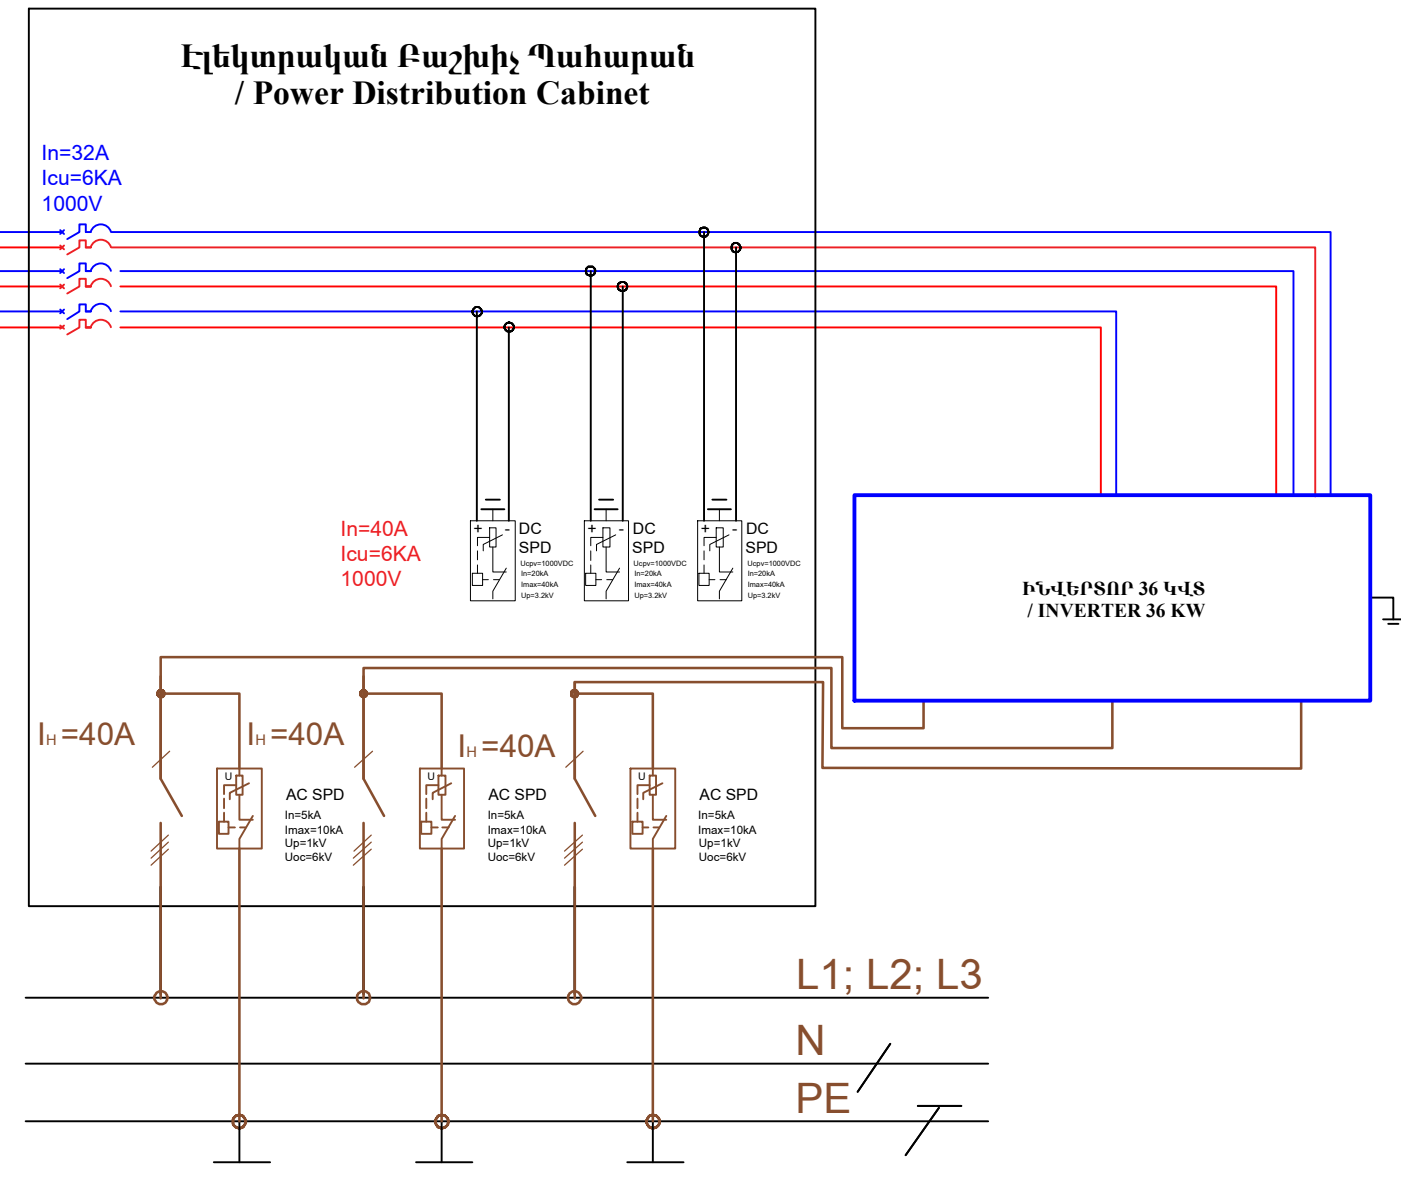 Էլեկտրական Բաշխիչ Պահարան
/ Power Distribution Cabinet
In=32A
Icu=6KA
1000V
In=40A
Icu=6KA
1000V
+ -
DC
SPD
Ucpv=1000VDC
In=20kA
Imax=40kA
Up=3.2kV
+ -
DC
SPD
Ucpv=1000VDC
In=20kA
Imax=40kA
Up=3.2kV
+ -
DC
SPD
Ucpv=1000VDC
In=20kA
Imax=40kA
Up=3.2kV
ԻՆՎԵՐՏՈՐ 36 ԿՎՏ
/ INVERTER 36 KW
IH=40A
U
AC SPD
In=5kA
Imax=10kA
Up=1kV
Uoc=6kV
IH=40A
U
AC SPD
In=5kA
Imax=10kA
Up=1kV
Uoc=6kV
IH=40A
U
AC SPD
In=5kA
Imax=10kA
Up=1kV
Uoc=6kV
L1; L2; L3
N
PE